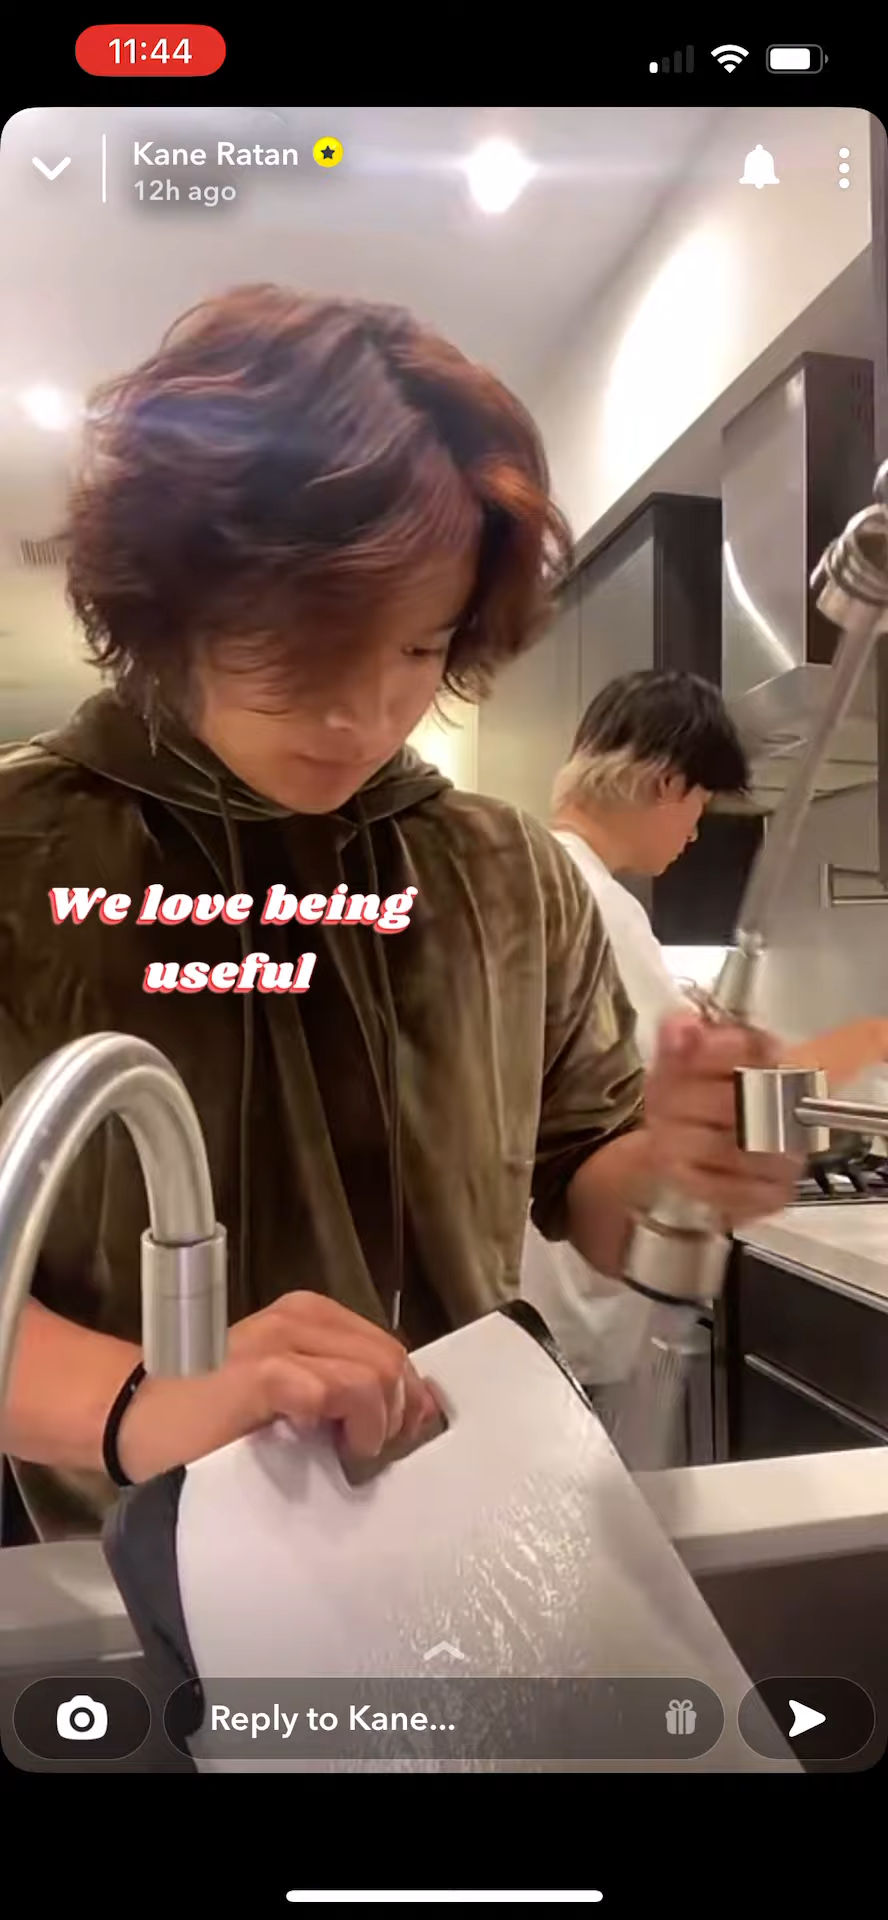 11:44
Kane Ratan
12h ago
We love being
useful
Reply to Kane...